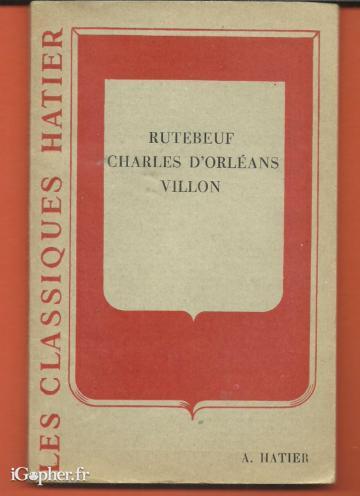 LES CLASSIQUES HATIER
RUTEBEUF
CHARLES D'ORLÉANS
VILLON
A. HATIER
iGopher.fr